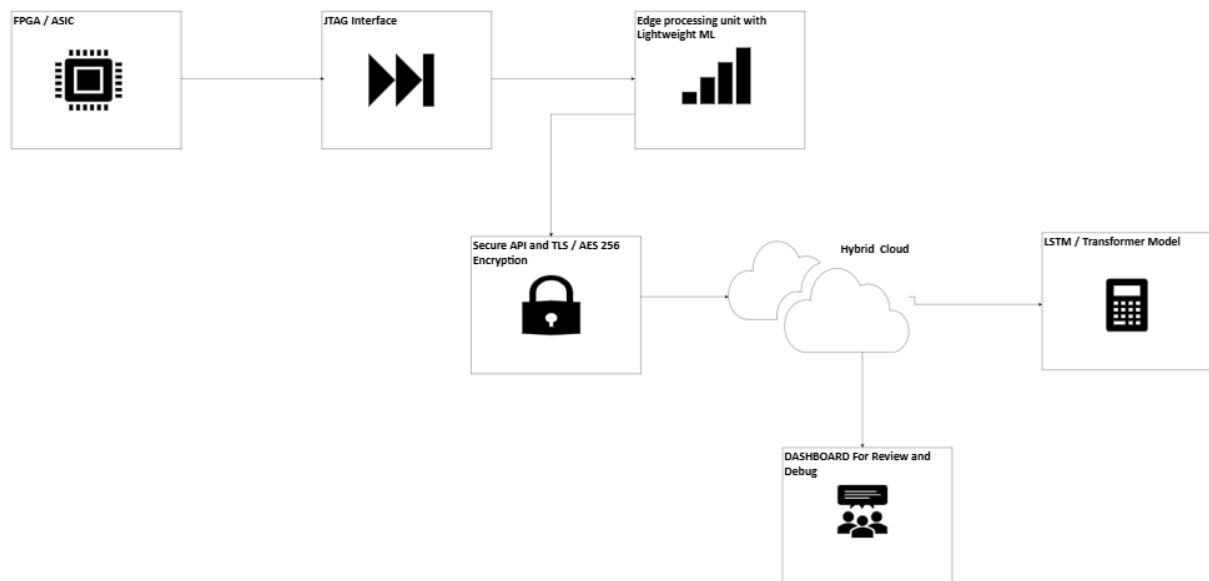 FPGA / ASIC
JTAG Interface
Edge processing unit with
Lightweight ML
Secure API and TLS / AES 256
Encryption
Hybrid Cloud
LSTM / Transformer Model
DASHBOARD For Review and
Debug